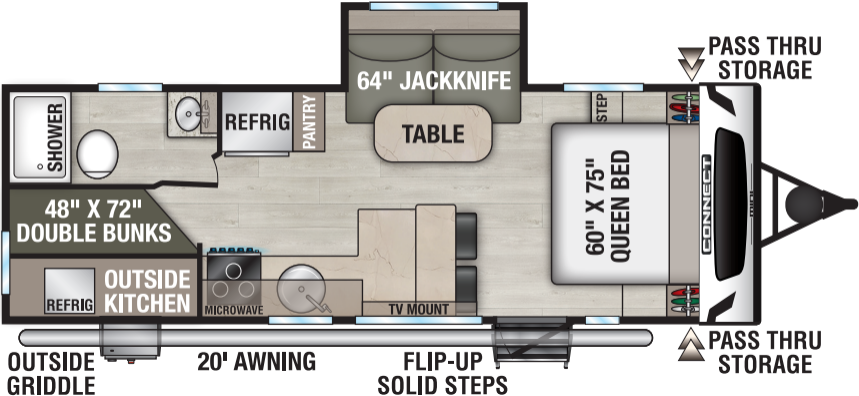 PASS THRU
STORAGE
64" JACKKNIFE
STEP
SHOWER
REFRIG
PANTRY
TABLE
60" X 75"
QUEEN BED
CONNECT
48" X 72"
DOUBLE BUNKS
OUTSIDE
KITCHEN
REFRIG
MICROWAVE
TV MOUNT
OUTSIDE
GRIDDLE
20' AWNING
FLIP-UP
SOLID STEPS
PASS THRU
STORAGE